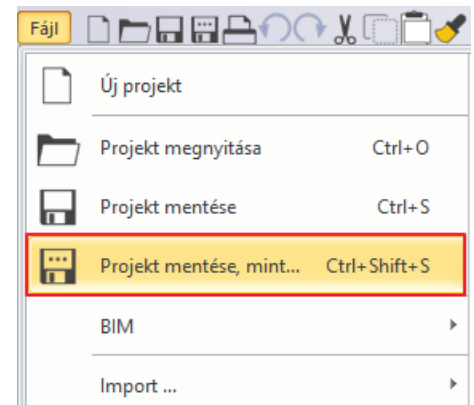 Fájl
Új projekt
Projekt megnyitása Ctrl+O
Projekt mentése Ctrl+S
Projekt mentése, mint... Ctrl+Shift+S
BIM
Import ...